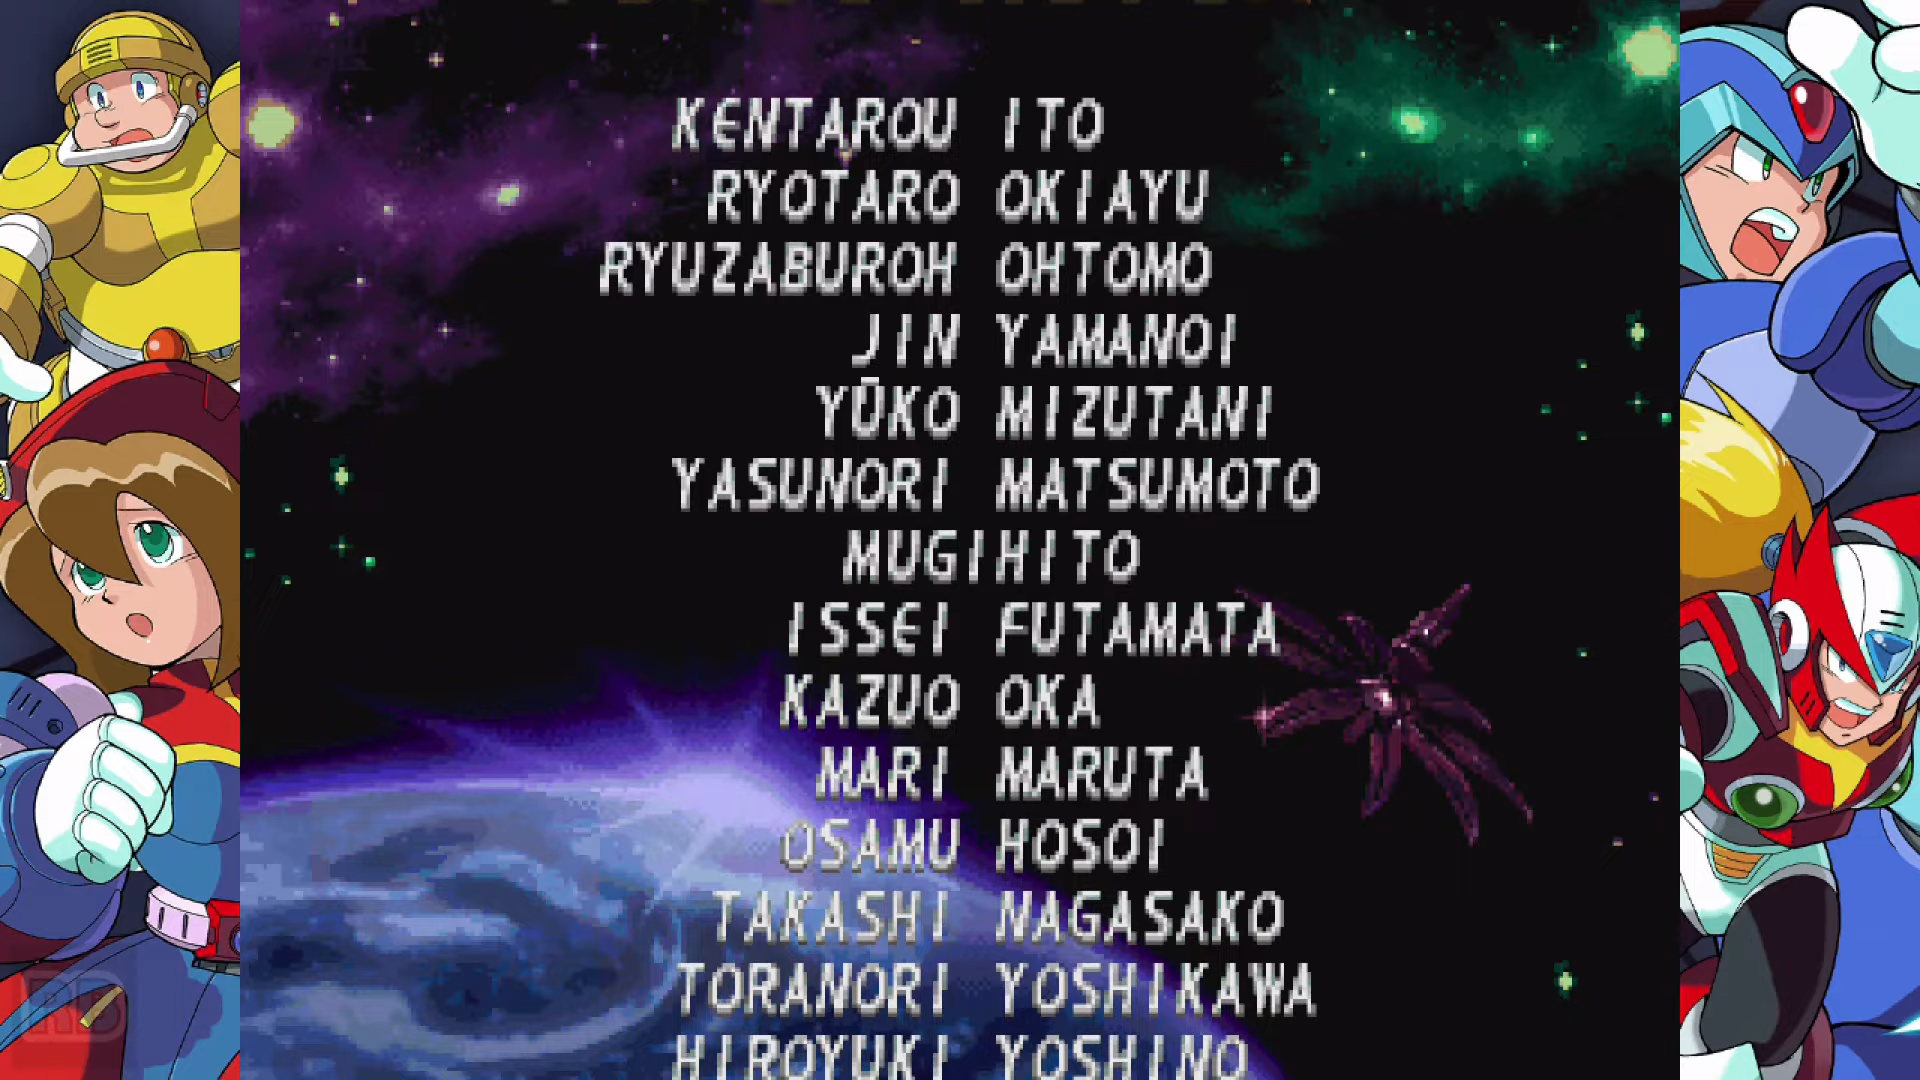 KENTAROU ITO
RYOTARO OKIAYU
RYUZABUROH OHTOMO
JIN YAMANOI
YŪKO MIZUTANI
YASUNORI MATSUMOTO
MUGIHITO
ISSEI FUTAMATA
KAZUO OKA
MARI MARUTA
OSAMU HOSOI
TAKASHI NAGASAKO
TORANORI YOSHIKAWA
HIROYUKI YOSHINO